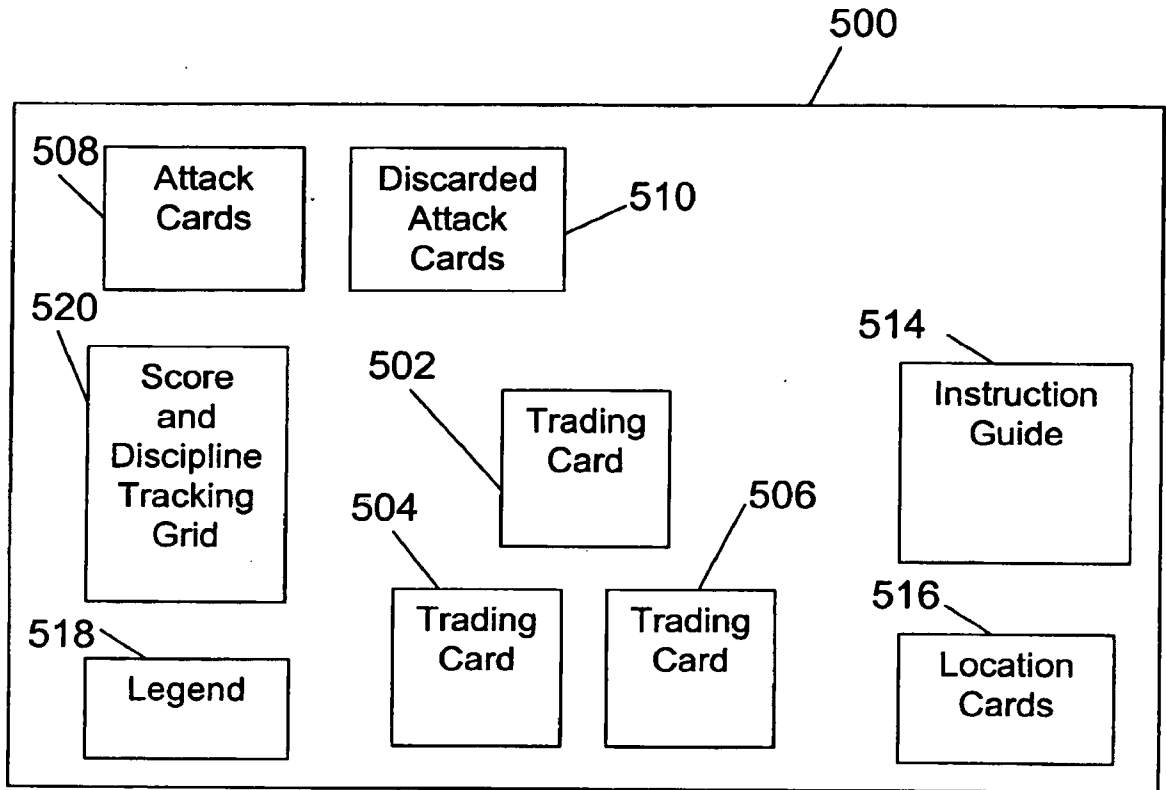 500
508
Attack
Cards
Discarded
Attack
Cards
510
520
Score
and
Discipline
Tracking
Grid
502
Trading
Card
514
Instruction
Guide
504
Trading
Card
506
Trading
Card
516
Location
Cards
518
Legend